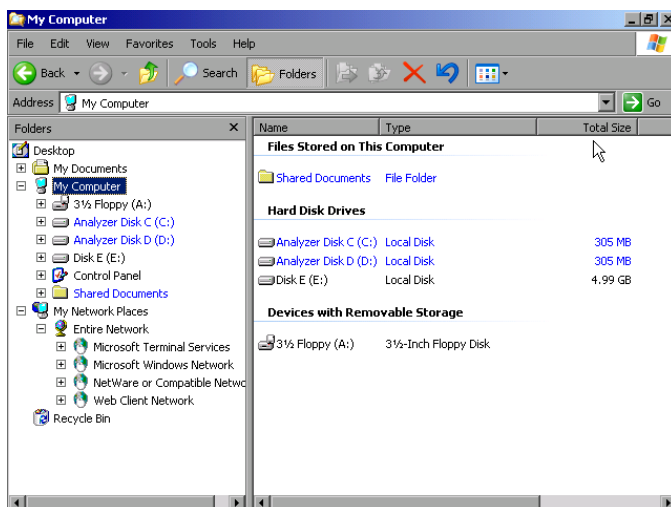 My Computer
File Edit View Favorites Tools Help
Back Search Folders
Address My Computer Go
Folders
Desktop
My Documents
My Computer
3½ Floppy (A:)
Analyzer Disk C (C:)
Analyzer Disk D (D:)
Disk E (E:)
Control Panel
Shared Documents
My Network Places
Entire Network
Microsoft Terminal Services
Microsoft Windows Network
NetWare or Compatible Netwo
Web Client Network
Recycle Bin
Name Type Total Size
Files Stored on This Computer
Shared Documents File Folder
Hard Disk Drives
Analyzer Disk C (C:) Local Disk 305 MB
Analyzer Disk D (D:) Local Disk 305 MB
Disk E (E:) Local Disk 4.99 GB
Devices with Removable Storage
3½ Floppy (A:) 3½-Inch Floppy Disk